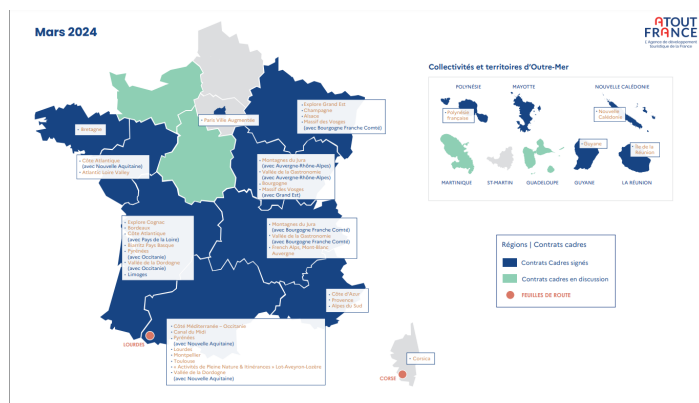 Mars 2024
ATOUT
FRANCE
L'Agence de développement
touristique de la France
• Explore Grand Est
• Champagne
• Alsace
• Massif des Vosges
(avec Bourgogne Franche Comté)
• Paris Ville Augmentée
• Bretagne
• Côte Atlantique
(avec Nouvelle Aquitaine)
• Atlantic Loire Valley
• Montagnes du Jura
(avec Auvergne-Rhône-Alpes)
• Vallée de la Gastronomie
(avec Auvergne-Rhône-Alpes)
• Bourgogne
• Massif des Vosges
(avec Grand Est)
• Explore Cognac
• Bordeaux
• Côte Atlantique
(avec Pays de la Loire)
• Biarritz Pays Basque
• Pyrénées
(avec Occitanie)
• Vallée de la Dordogne
(avec Occitanie)
• Limoges
• Montagnes du Jura
(avec Bourgogne Franche Comté)
• Vallée de la Gastronomie
(avec Bourgogne Franche Comté)
• French Alps, Mont-Blanc
Auvergne
• Côte d'Azur
• Provence
• Alpes du Sud
• Côté Méditerranée - Occitanie
• Canal du Midi
• Pyrénées
(avec Nouvelle Aquitaine)
• Lourdes
• Montpellier
• Toulouse
• « Activités de Pleine Nature & Itinérances » Lot-Aveyron-Lozère
• Vallée de la Dordogne
(avec Nouvelle Aquitaine)
LOURDES
• Corsica
CORSE
Collectivités et territoires d'Outre-Mer
POLYNÉSIE
MAYOTTE
NOUVELLE CALÉDONIE
• Polynésie
française
• Nouvelle
Calédonie
• Guyane
• Île de la
Réunion
MARTINIQUE
ST-MARTIN
GUADELOUPE
GUYANE
LA RÉUNION
Régions | Contrats cadres
Contrats Cadres signés
Contrats cadres en discussion
FEUILLES DE ROUTE